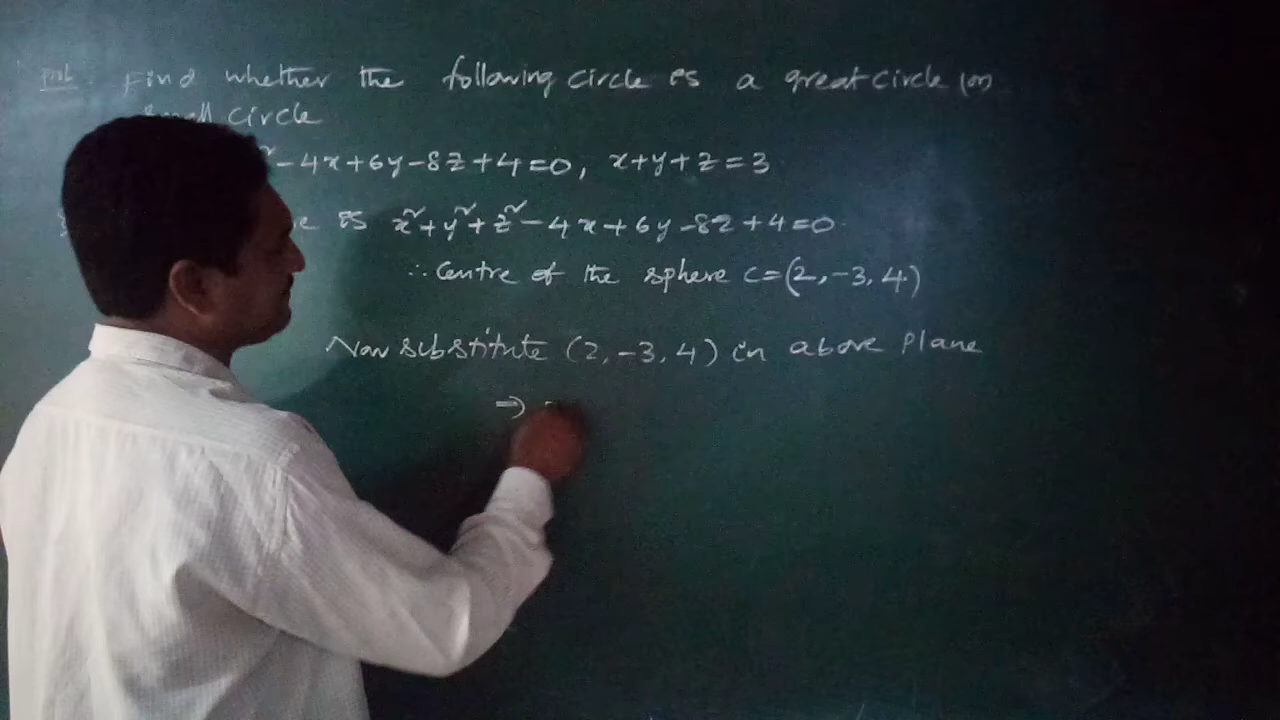 Prob. Find whether the following circle is a great circle (or)
small circle
-4x+6y-8z+4=0, x+y+z=3
is x²+y²+z²-4x+6y-8z+4=0.
∴ Centre of the sphere C=(2,-3,4)
Now substitute (2,-3,4) in above plane
⇒